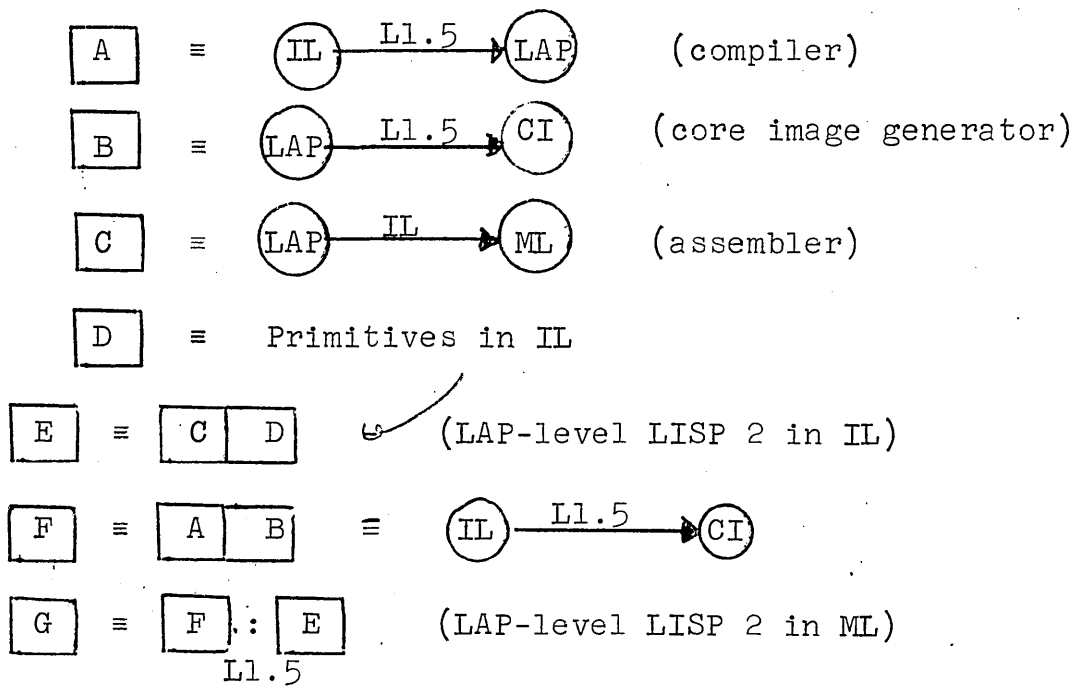 A ≡ IL L1.5 LAP (compiler)
B ≡ LAP L1.5 CI (core image generator)
C ≡ LAP IL ML (assembler)
D ≡ Primitives in IL
E ≡ C D (LAP-level LISP 2 in IL)
F ≡ A B ≡ IL L1.5 CI
G ≡ F : E (LAP-level LISP 2 in ML)
L1.5